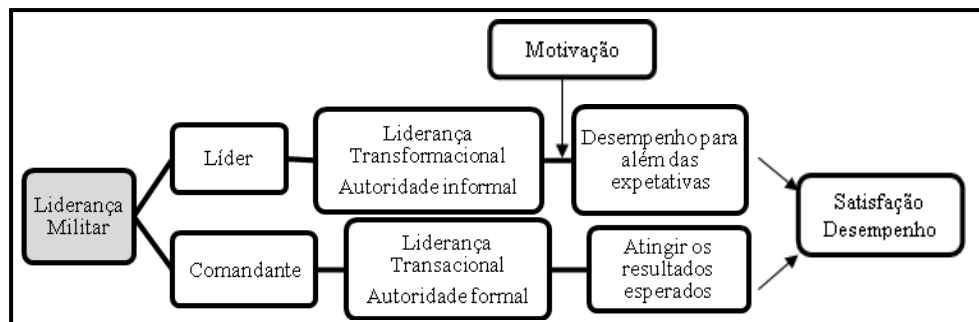 Motivação
Líder
Liderança
Transformacional
Autoridade informal
Desempenho para
além das
expetativas
Liderança
Militar
Satisfação
Desempenho
Comandante
Liderança
Transacional
Autoridade formal
Atingir os
resultados
esperados